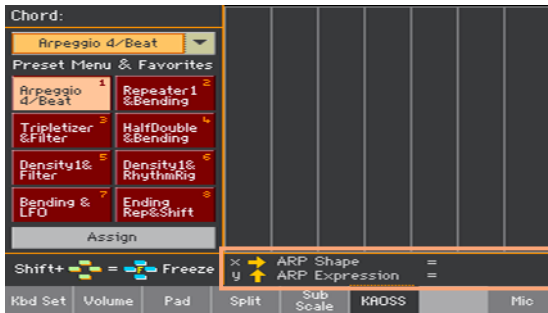 Chord:
Arpeggio 4/Beat
Preset Menu & Favorites
Arpeggio 4/Beat 1
Repeater1 &Bending 2
Tripletizer &Filter 3
HalfDouble &Bending 4
Density1& Filter 5
Density1& RhythmRig 6
Bending & LFO 7
Ending Rep&Shift 8
Assign
Shift+ = F Freeze
x ARP Shape =
y ARP Expression =
Kbd Set Volume Pad Split Sub Scale KAOSS Mic